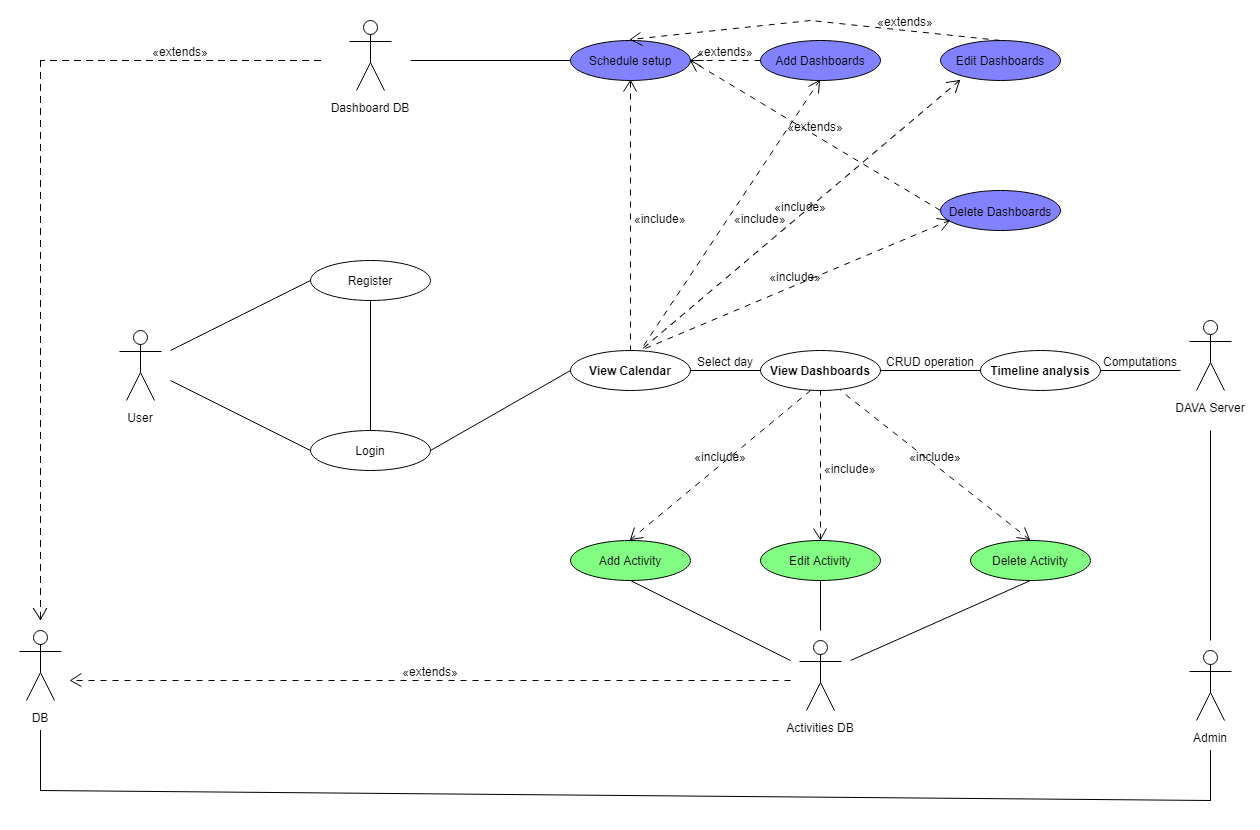 «extends»
«extends»
Schedule setup
«extends»
Add Dashboards
Edit Dashboards
Dashboard DB
«extends»
«include»
«include»
«include»
Delete Dashboards
«include»
Register
User
View Calendar
Select day
View Dashboards
CRUD operation
Timeline analysis
Computations
DAVA Server
Login
«include»
«include»
«include»
Add Activity
Edit Activity
Delete Activity
«extends»
DB
Activities DB
Admin